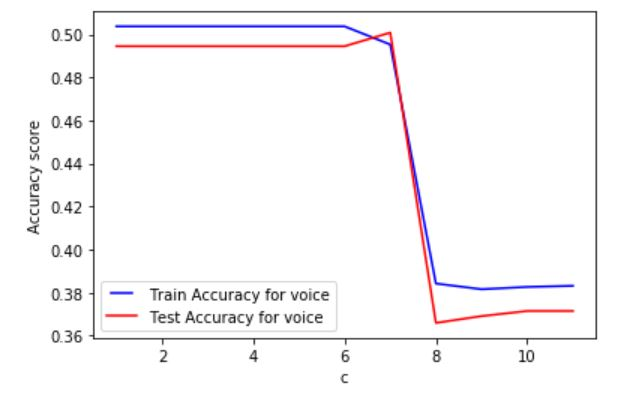 0.50
0.48
0.46
0.44
0.42
0.40
0.38
0.36
Accuracy score
Train Accuracy for voice
Test Accuracy for voice
2 4 6 8 10
c